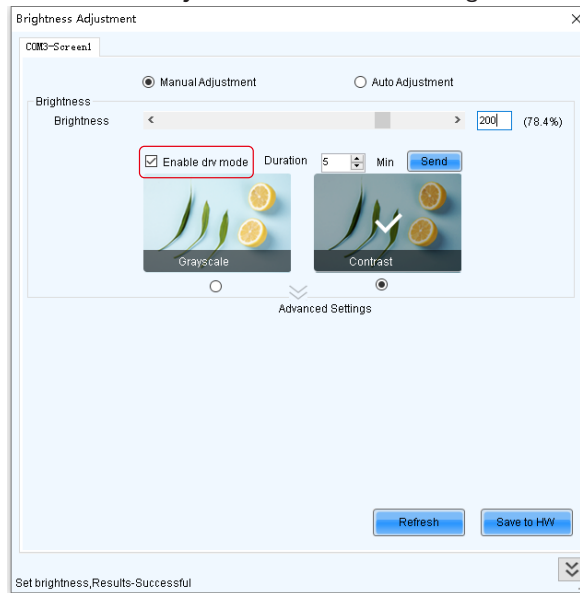 Brightness Adjustment
COM3-Screen1
Manual Adjustment Auto Adjustment
Brightness
Brightness 200 (78.4%)
Enable dry mode Duration 5 Min Send
Grayscale Contrast
Advanced Settings
Refresh Save to HW
Set brightness,Results-Successful